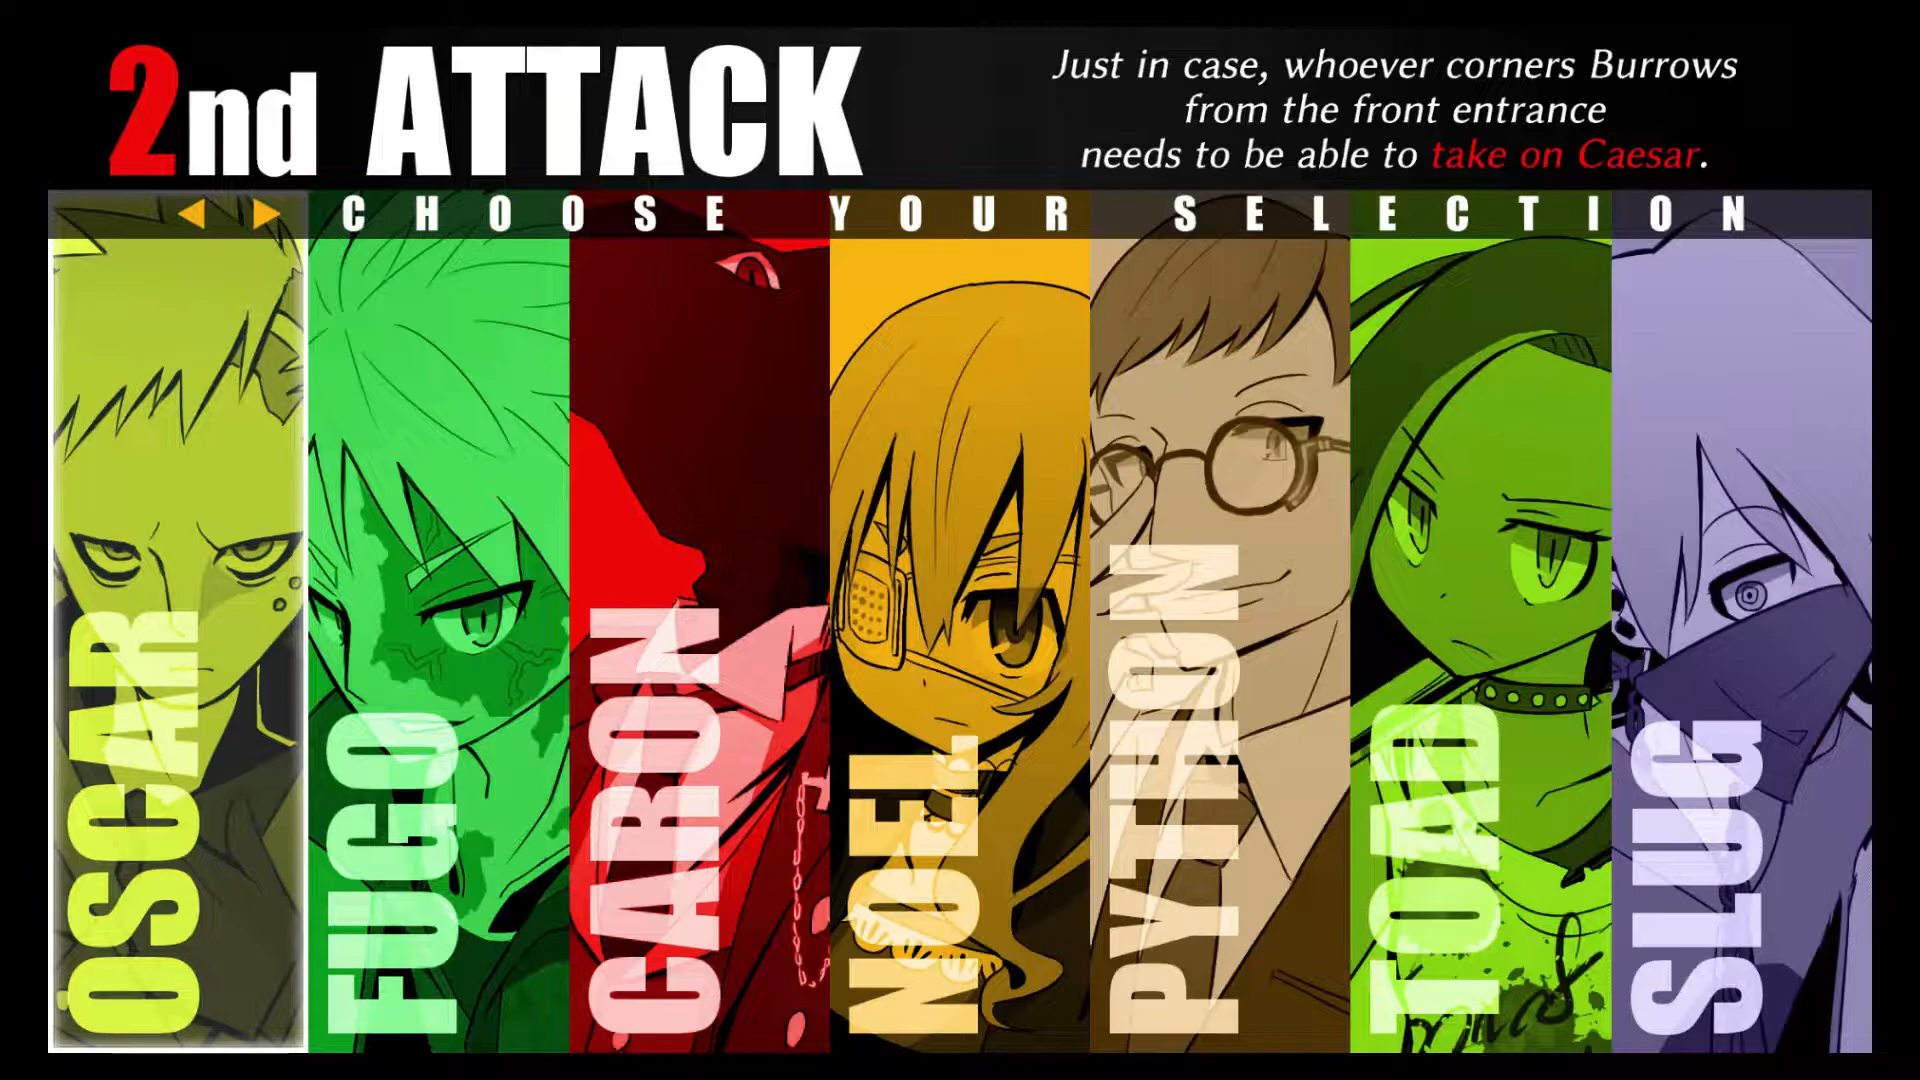 2nd ATTACK
Just in case, whoever corners Burrows
from the front entrance
needs to be able to take on Caesar.
CHOOSE YOUR SELECTION
OSCAR
FUGO
CARON
NOEL
PYTHON
TOAD
SLUG